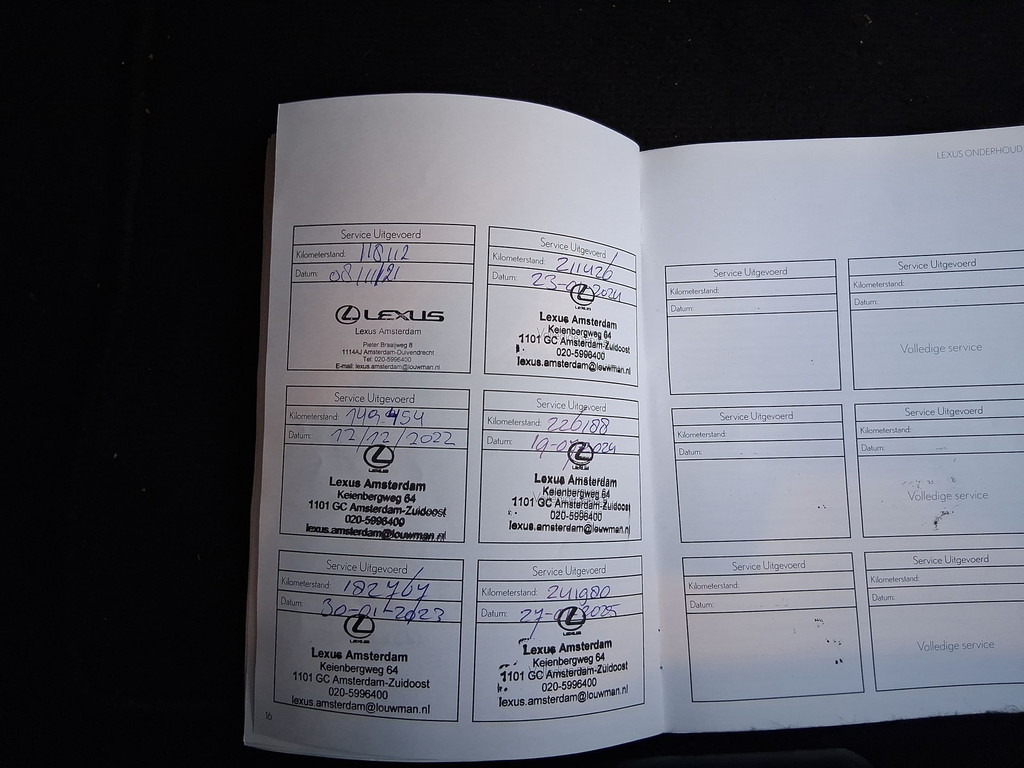 Service Uitgevoerd
Kilometerstand: 118112
Datum: 08/11/21
LEXUS
Lexus Amsterdam
Pieter Braaijweg 8
1114AJ Amsterdam-Duivendrecht
Tel: 020-5996400
E-mail: lexus.amsterdam@louwman.nl
Service Uitgevoerd
Kilometerstand: 149454
Datum: 12/12/2022
LEXUS
Lexus Amsterdam
Keienbergweg 64
1101 GC Amsterdam-Zuidoost
020-5996400
lexus.amsterdam@louwman.nl
Service Uitgevoerd
Kilometerstand:
Datum: 30-01-2023
LEXUS
Lexus Amsterdam
Keienbergweg 64
1101 GC Amsterdam-Zuidoost
020-5996400
lexus.amsterdam@louwman.nl
16
Service Uitgevoerd
Kilometerstand: 211426
Datum:
LEXUS
Lexus Amsterdam
Keienbergweg 64
1101 GC Amsterdam-Zuidoost
020-5996400
lexus.amsterdam@louwman.nl
Service Uitgevoerd
Kilometerstand: 226188
Datum:
LEXUS
Lexus Amsterdam
Keienbergweg 64
1101 GC Amsterdam-Zuidoost
020-5996400
lexus.amsterdam@louwman.nl
Service Uitgevoerd
Kilometerstand: 241980
Datum:
LEXUS
Lexus Amsterdam
Keienbergweg 64
1101 GC Amsterdam-Zuidoost
020-5996400
lexus.amsterdam@louwman.nl
LEXUS ONDERHOUD
Service Uitgevoerd
Kilometerstand:
Datum:
Service Uitgevoerd
Kilometerstand:
Datum:
Volledige service
Service Uitgevoerd
Kilometerstand:
Datum:
Service Uitgevoerd
Kilometerstand:
Datum:
Volledige service
Service Uitgevoerd
Kilometerstand:
Datum:
Service Uitgevoerd
Kilometerstand:
Datum:
Volledige service